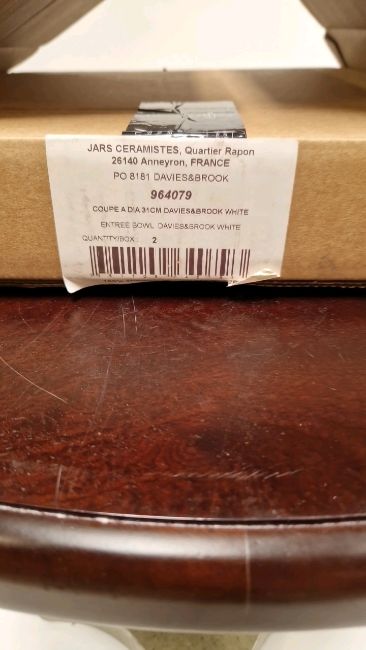 JARS CERAMISTES, Quartier Rapon
26140 Anneyron, FRANCE
PO 8181 DAVIES&BROOK
964079
COUPE A DIA 31CM DAVIES&BROOK WHITE
ENTREE BOWL DAVIES&BROOK WHITE
QUANTITY/BOX : 2